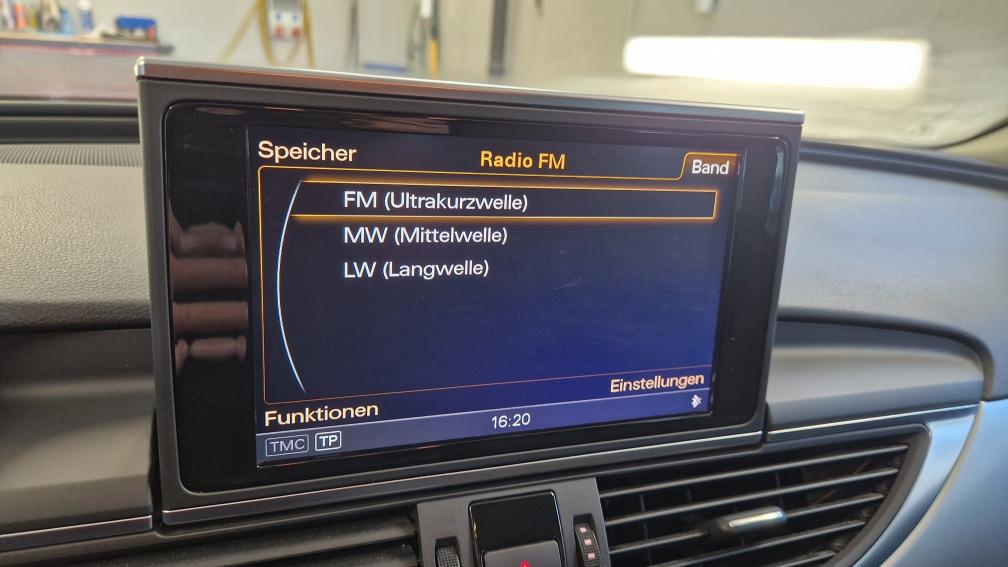 Speicher
Radio FM
Band
FM (Ultrakurzwelle)
MW (Mittelwelle)
LW (Langwelle)
Einstellungen
Funktionen
16:20
TMC TP